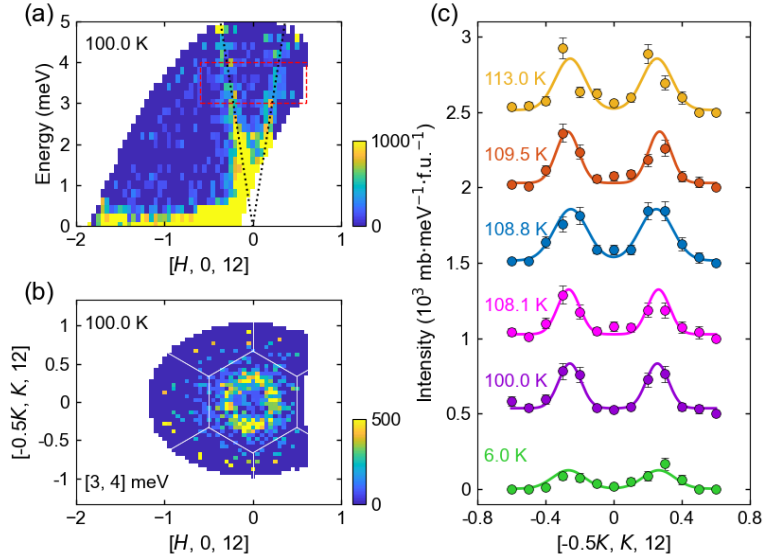 (a)
100.0 K
Energy (meV)
5
4
3
2
1
0
−2
−1
0
1
[H, 0, 12]
1000
0
(b)
100.0 K
[-0.5K, K, 12]
1
0.5
0
-0.5
-1
[3, 4] meV
−2
−1
0
1
[H, 0, 12]
500
0
(c)
Intensity (10³ mb·meV⁻¹·f.u.⁻¹)
3
2.5
2
1.5
1
0.5
0
113.0 K
109.5 K
108.8 K
108.1 K
100.0 K
6.0 K
-0.8
-0.4
0.0
0.4
0.8
[-0.5K, K, 12]